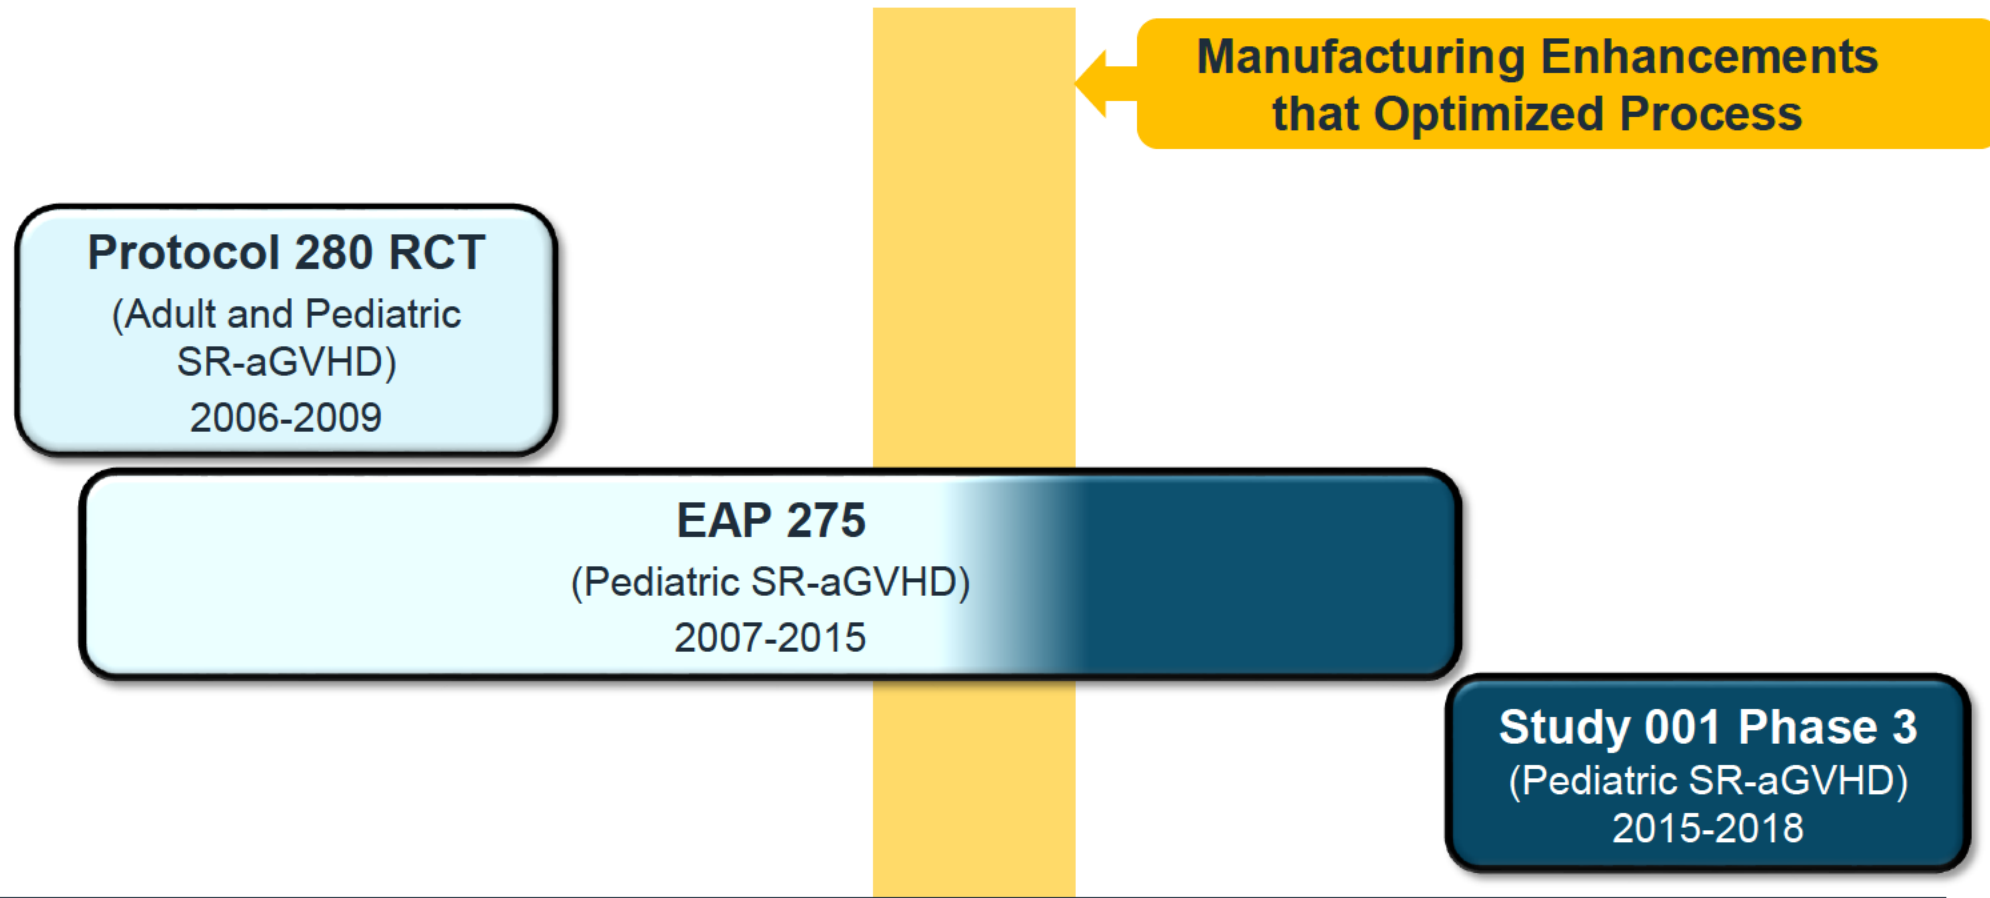 Manufacturing Enhancements
that Optimized Process
Protocol 280 RCT
(Adult and Pediatric
SR-aGVHD)
2006-2009
EAP 275
(Pediatric SR-aGVHD)
2007-2015
Study 001 Phase 3
(Pediatric SR-aGVHD)
2015-2018